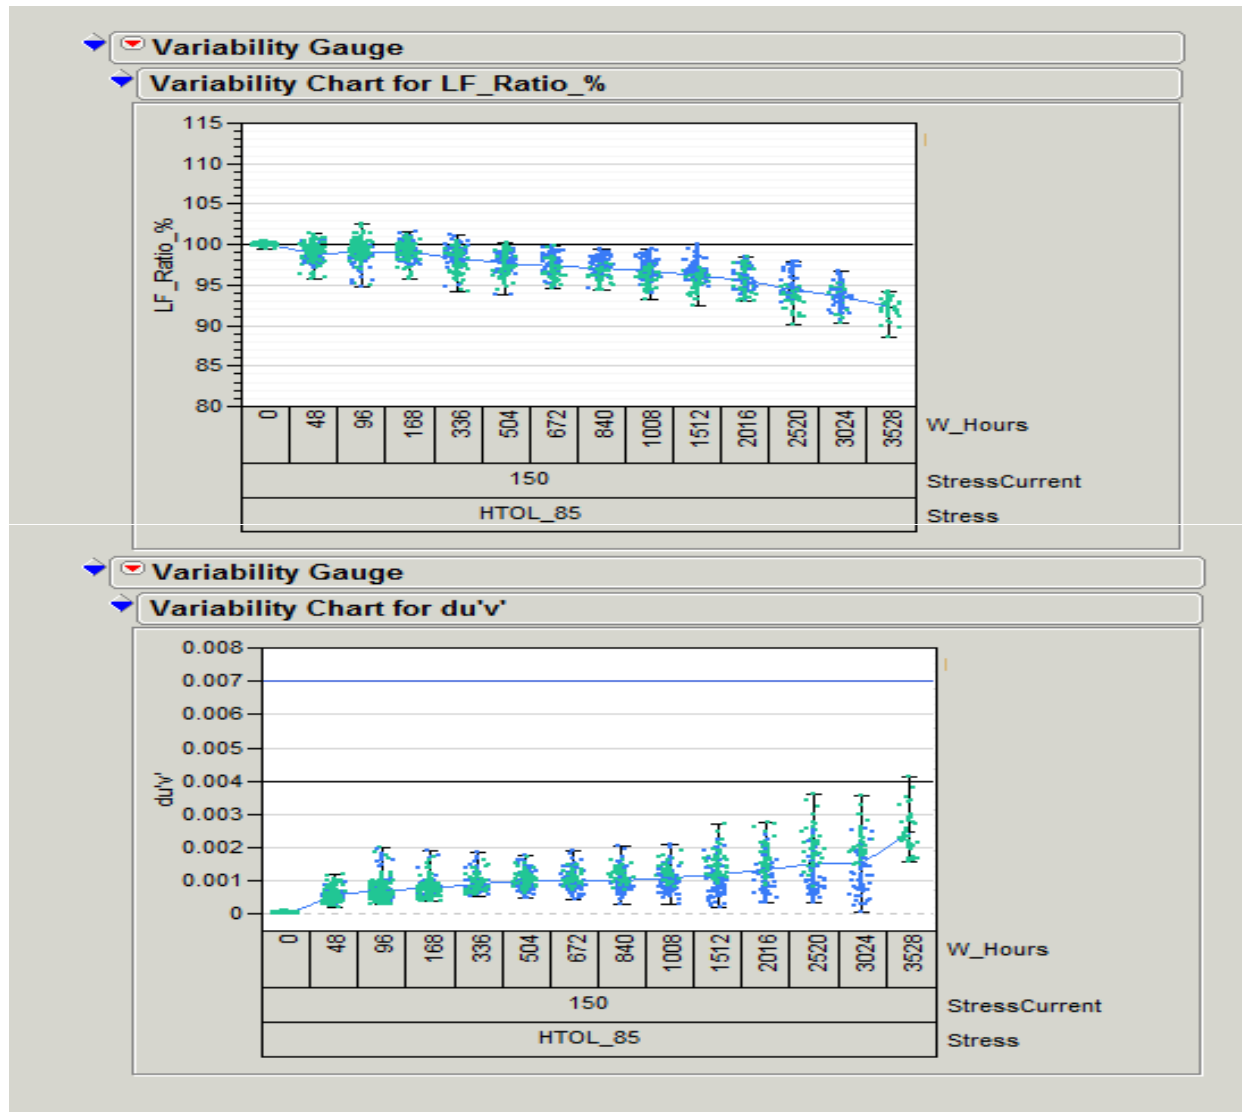 Variability Gauge
Variability Chart for LF_Ratio_%
115
110
105
100
95
90
85
80
LF_Ratio_%
0 48 96 168 336 504 672 840 1008 1512 2016 2520 3024 3528 W_Hours
150 StressCurrent
HTOL_85 Stress
Variability Gauge
Variability Chart for du'v'
0.008
0.007
0.006
0.005
0.004
0.003
0.002
0.001
0
du'v'
0 48 96 168 336 504 672 840 1008 1512 2016 2520 3024 3528 W_Hours
150 StressCurrent
HTOL_85 Stress